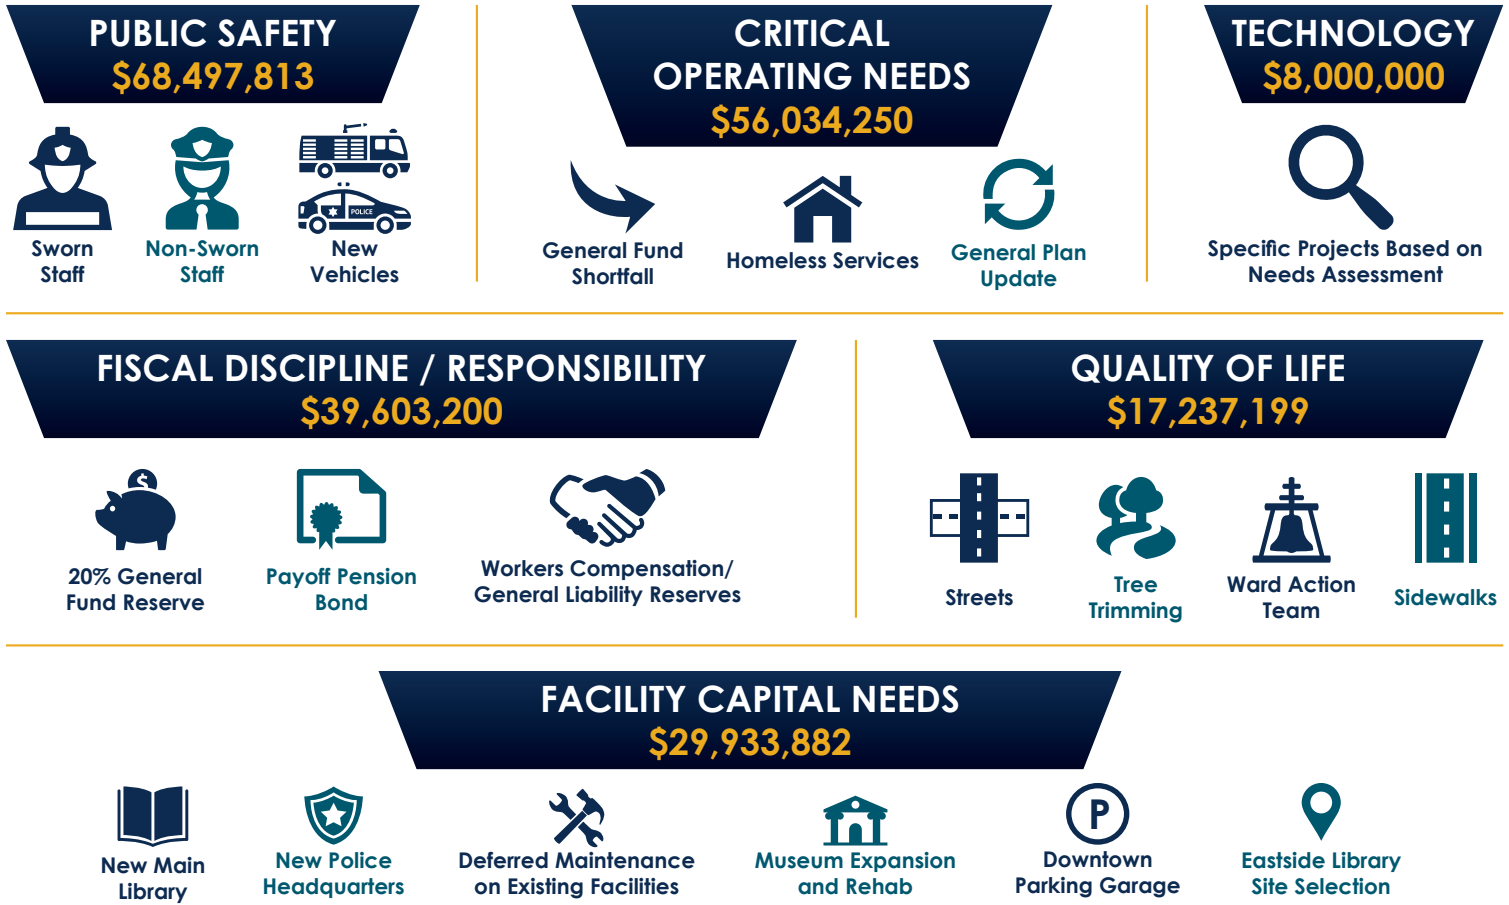 PUBLIC SAFETY
$68,497,813
Sworn
Staff
Non-Sworn
Staff
POLICE
New
Vehicles
CRITICAL
OPERATING NEEDS
$56,034,250
General Fund
Shortfall
Homeless Services
General Plan
Update
TECHNOLOGY
$8,000,000
Specific Projects Based on
Needs Assessment
FISCAL DISCIPLINE / RESPONSIBILITY
$39,603,200
$
20% General
Fund Reserve
Payoff Pension
Bond
Workers Compensation/
General Liability Reserves
QUALITY OF LIFE
$17,237,199
Streets
Tree
Trimming
Ward Action
Team
Sidewalks
FACILITY CAPITAL NEEDS
$29,933,882
New Main
Library
New Police
Headquarters
Deferred Maintenance
on Existing Facilities
Museum Expansion
and Rehab
P
Downtown
Parking Garage
Eastside Library
Site Selection